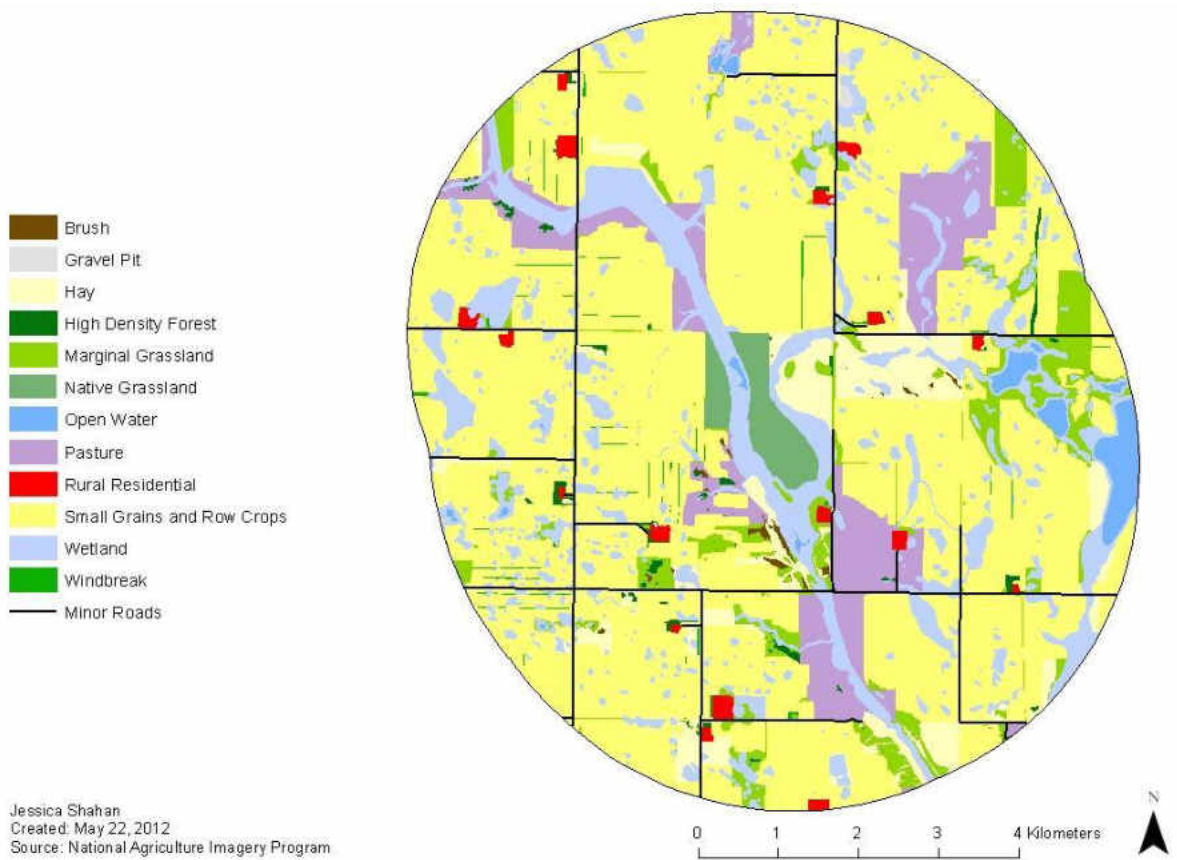 Brush
Gravel Pit
Hay
High Density Forest
Marginal Grassland
Native Grassland
Open Water
Pasture
Rural Residential
Small Grains and Row Crops
Wetland
Windbreak
Minor Roads
Jessica Shahan
Created: May 22, 2012
Source: National Agriculture Imagery Program
0 1 2 3 4 Kilometers
N